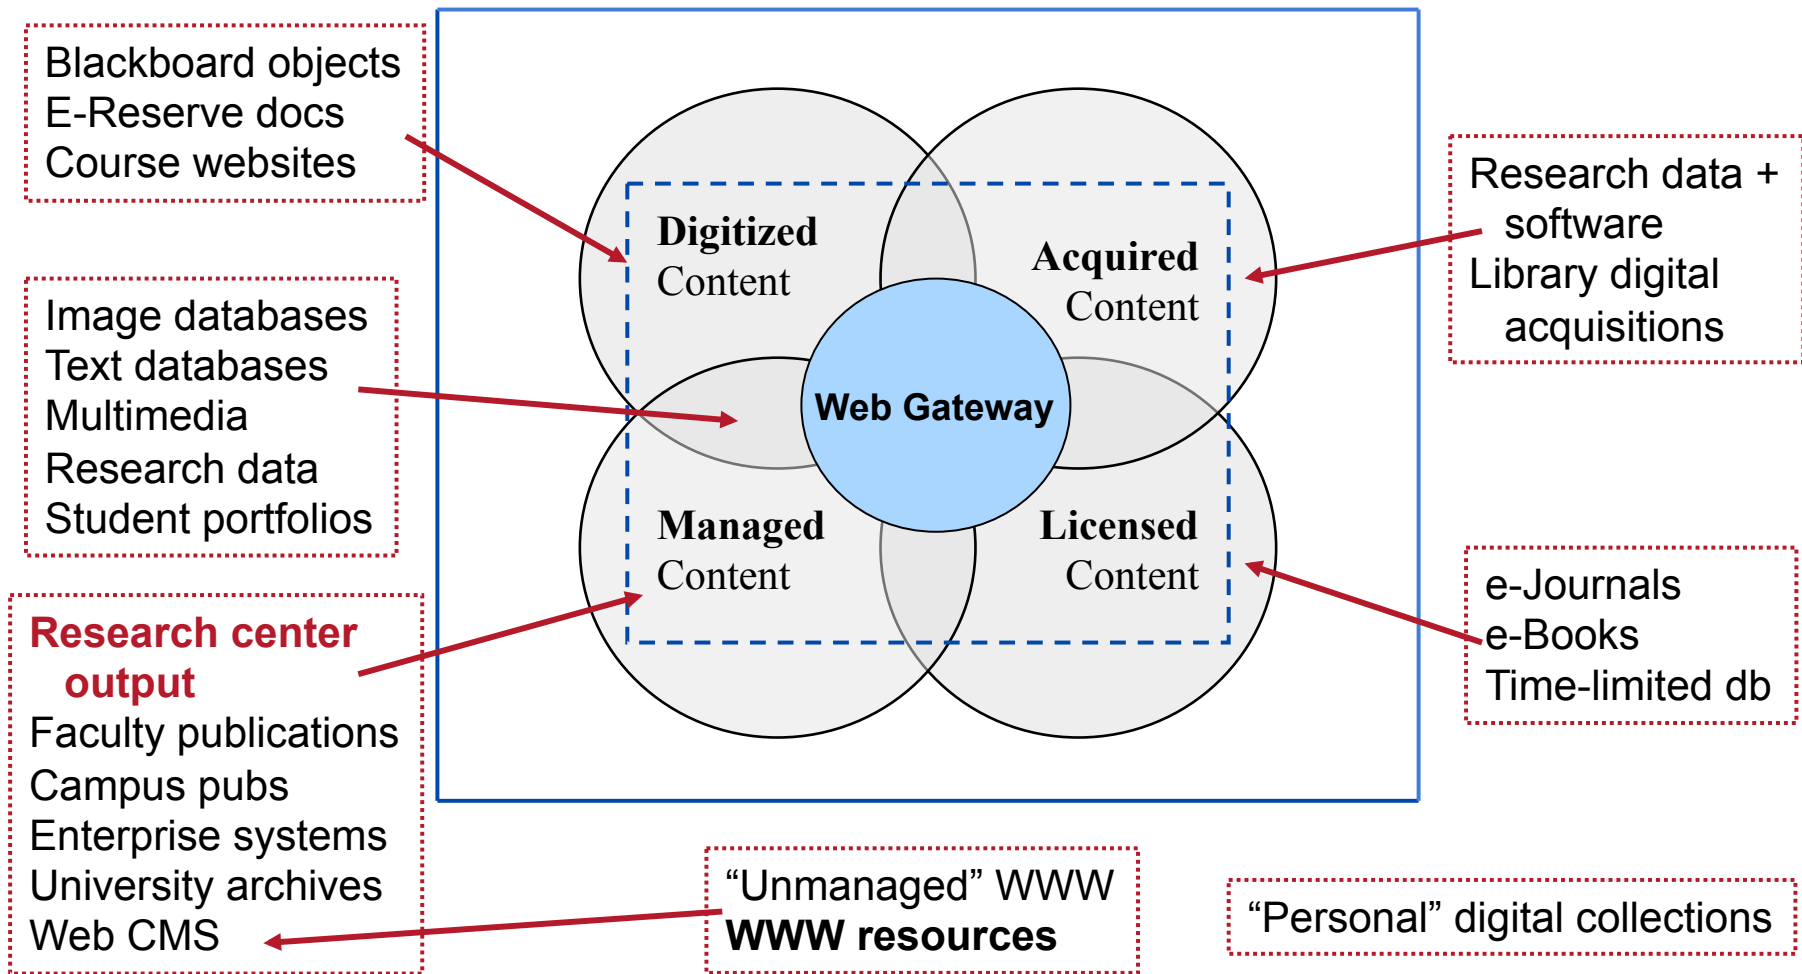 Blackboard objects
E-Reserve docs
Course websites
Image databases
Text databases
Multimedia
Research data
Student portfolios
Research center
output
Faculty publications
Campus pubs
Enterprise systems
University archives
Web CMS
Digitized
Content
Acquired
Content
Web Gateway
Managed
Content
Licensed
Content
Research data +
software
Library digital
acquisitions
e-Journals
e-Books
Time-limited db
“Unmanaged” WWW
WWW resources
“Personal” digital collections